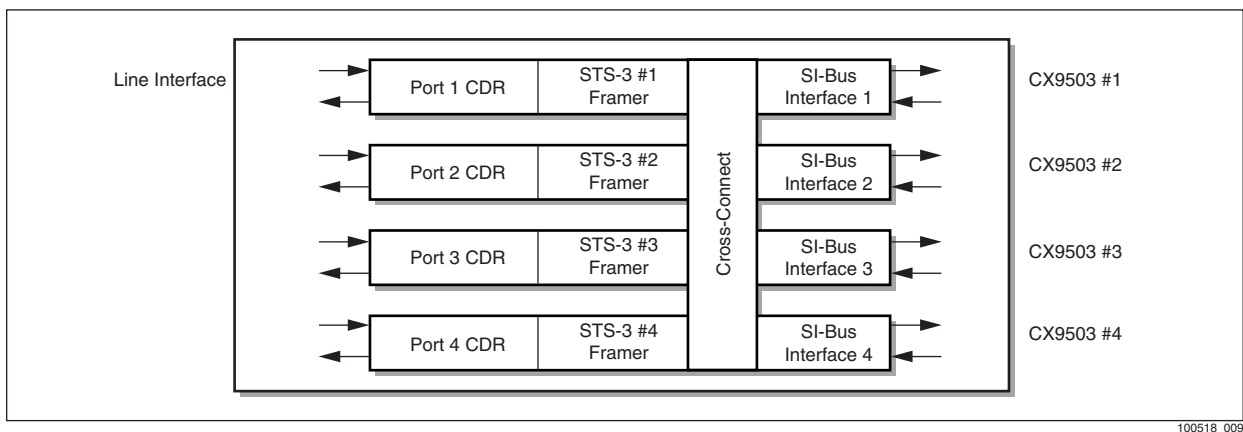 Line Interface
Port 1 CDR
STS-3 #1
Framer
SI-Bus
Interface 1
CX9503 #1
Port 2 CDR
STS-3 #2
Framer
SI-Bus
Interface 2
CX9503 #2
Cross-Connect
Port 3 CDR
STS-3 #3
Framer
SI-Bus
Interface 3
CX9503 #3
Port 4 CDR
STS-3 #4
Framer
SI-Bus
Interface 4
CX9503 #4
100518_009